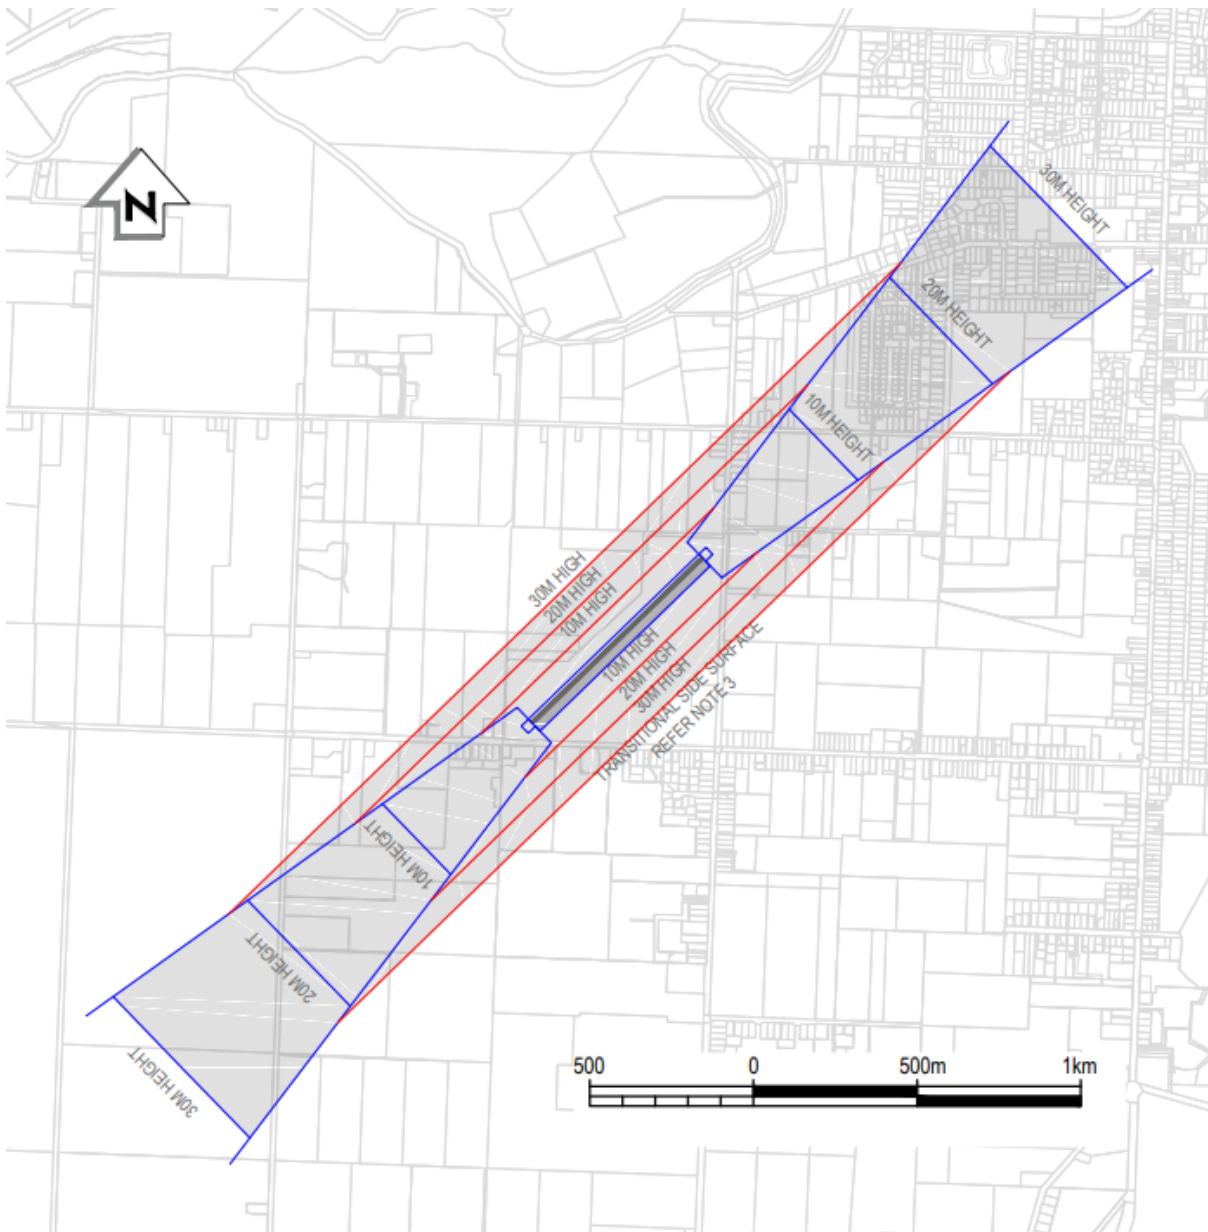 N
30M HEIGHT
20M HEIGHT
10M HEIGHT
30M HIGH
20M HIGH
10M HIGH
10M HIGH
20M HIGH
30M HIGH
TRANSITIONAL SIDE SURFACE
REFER NOTE 3
10M HEIGHT
20M HEIGHT
30M HEIGHT
500 0 500m 1km